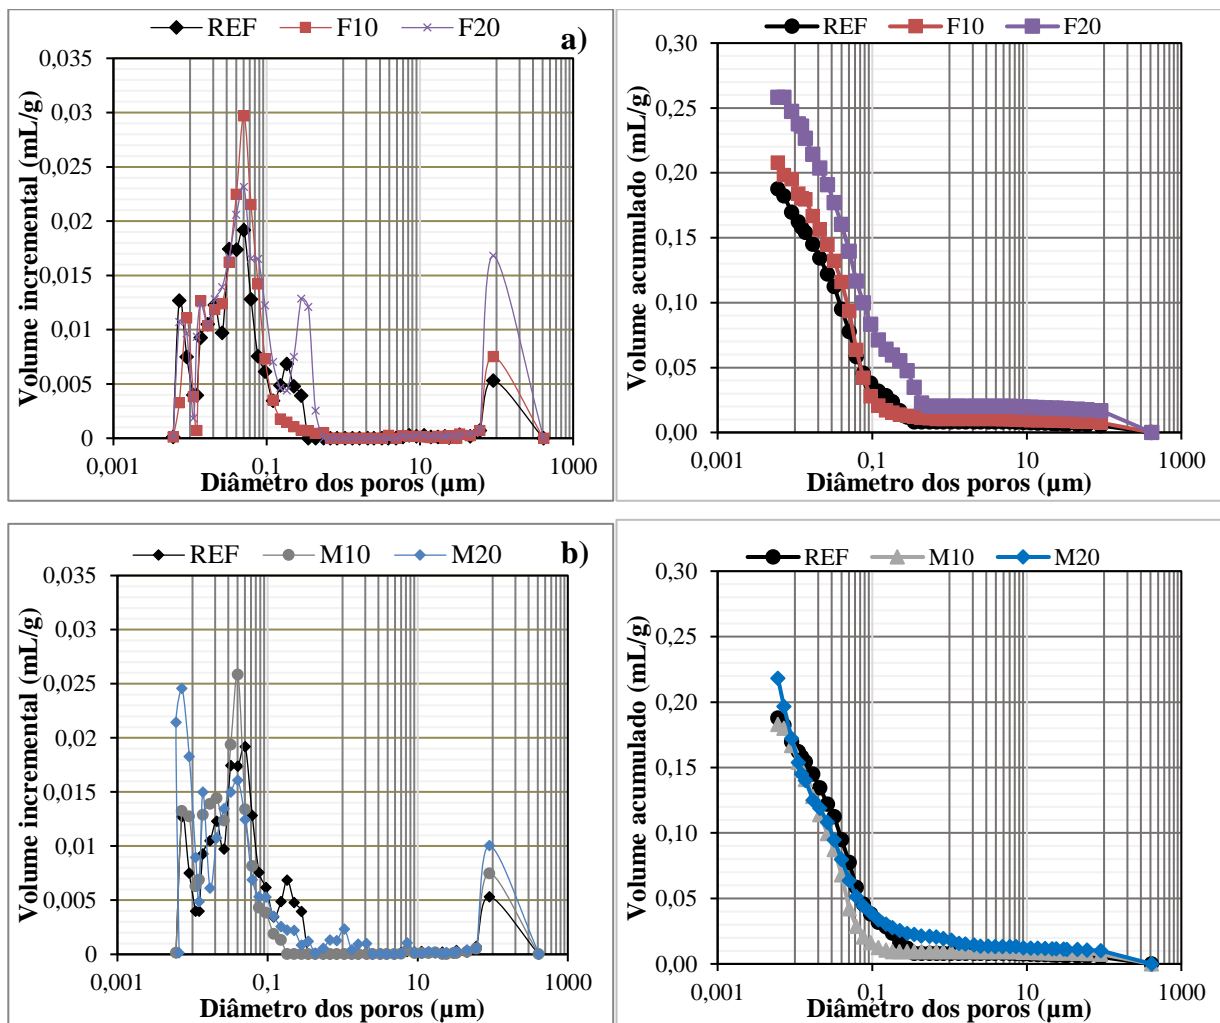 REF F10 F20
a)
0,035
0,03
0,025
0,02
0,015
0,01
0,005
0
0,001 0,1 10 1000
Volume incremental (mL/g)
Diâmetro dos poros (µm)
REF F10 F20
0,30
0,25
0,20
0,15
0,10
0,05
0,00
0,001 0,1 10 1000
Volume acumulado (mL/g)
Diâmetro dos poros (µm)
REF M10 M20
b)
0,035
0,03
0,025
0,02
0,015
0,01
0,005
0
0,001 0,1 10 1000
Volume incremental (mL/g)
Diâmetro dos poros (µm)
REF M10 M20
0,30
0,25
0,20
0,15
0,10
0,05
0,00
0,001 0,1 10 1000
Volume acumulado (mL/g)
Diâmetro dos poros (µm)